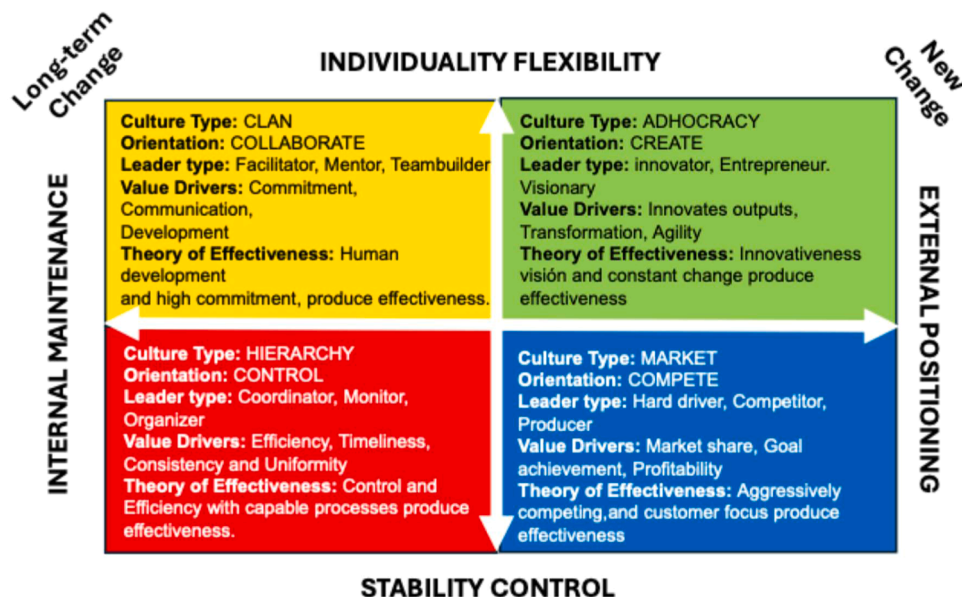 Long-term
Change
INDIVIDUALITY FLEXIBILITY
New
Change
INTERNAL MAINTENANCE
Culture Type: CLAN
Orientation: COLLABORATE
Leader type: Facilitator, Mentor, Teambuilder
Value Drivers: Commitment,
Communication,
Development
Theory of Effectiveness: Human
development
and high commitment, produce effectiveness.
Culture Type: ADHOCRACY
Orientation: CREATE
Leader type: innovator, Entrepreneur.
Visionary
Value Drivers: Innovates outputs,
Transformation, Agility
Theory of Effectiveness: Innovativeness
visión and constant change produce
effectiveness
EXTERNAL POSITIONING
Culture Type: HIERARCHY
Orientation: CONTROL
Leader type: Coordinator, Monitor,
Organizer
Value Drivers: Efficiency, Timeliness,
Consistency and Uniformity
Theory of Effectiveness: Control and
Efficiency with capable processes produce
effectiveness.
Culture Type: MARKET
Orientation: COMPETE
Leader type: Hard driver, Competitor,
Producer
Value Drivers: Market share, Goal
achievement, Profitability
Theory of Effectiveness: Aggressively
competing,and customer focus produce
effectiveness
STABILITY CONTROL